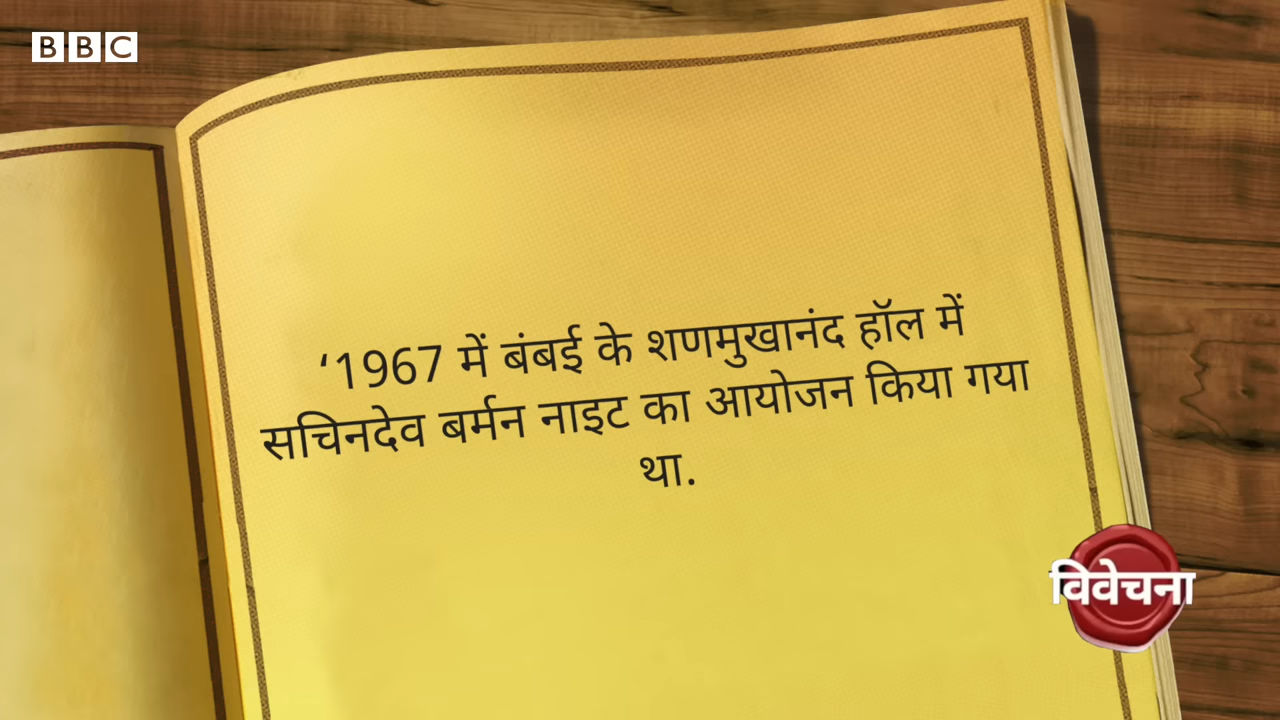 BBC
‘1967 में बंबई के शणमुखानंद हॉल में
सचिनदेव बर्मन नाइट का आयोजन किया गया
था.
विवेचना